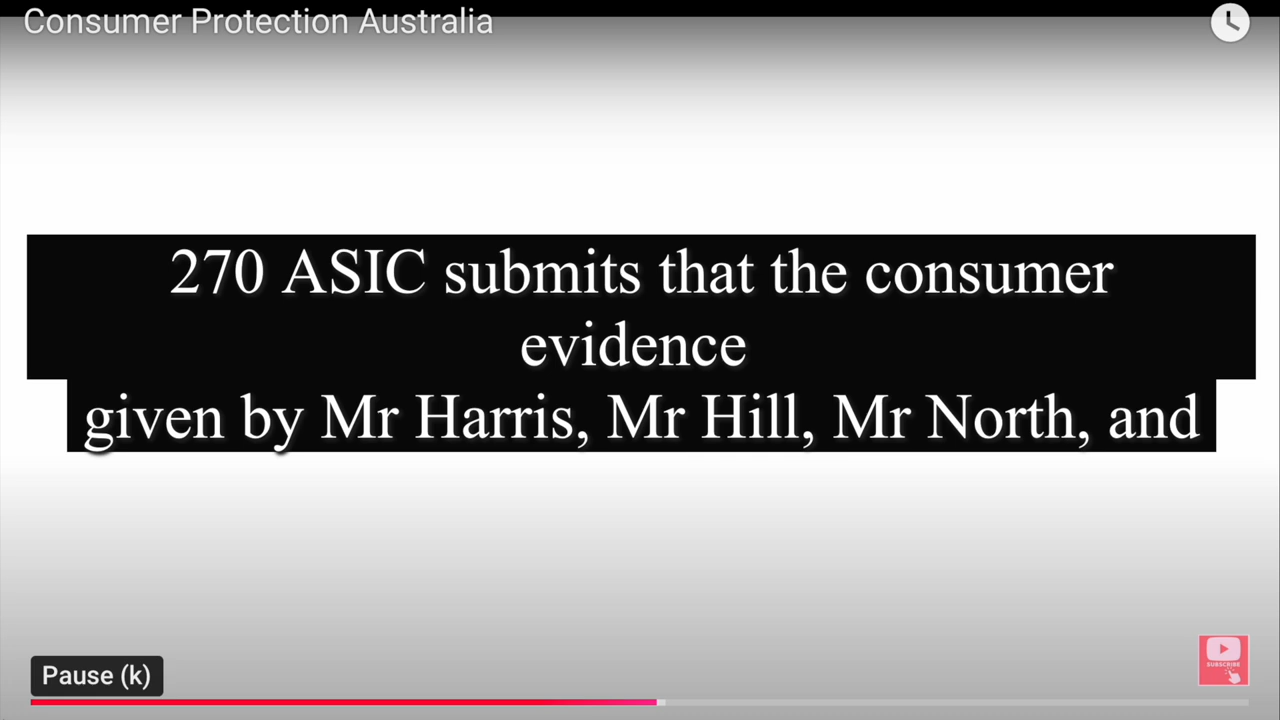 Consumer Protection Australia
270 ASIC submits that the consumer
evidence
given by Mr Harris, Mr Hill, Mr North, and
SUBSCRIBE
Pause (k)